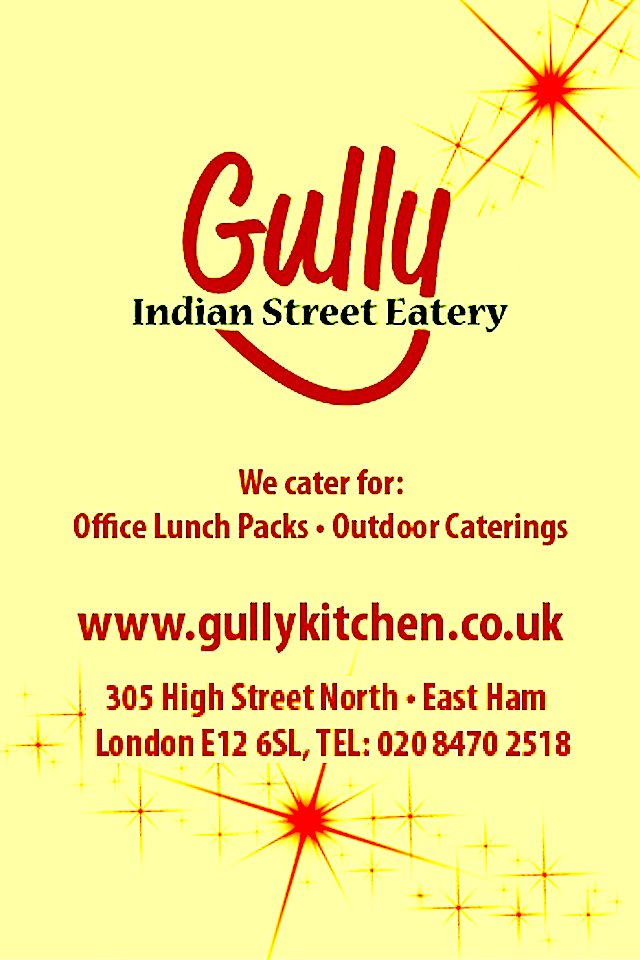 Gully
Indian Street Eatery
We cater for:
Office Lunch Packs • Outdoor Caterings
www.gullykitchen.co.uk
305 High Street North • East Ham
London E12 6SL, TEL: 020 8470 2518